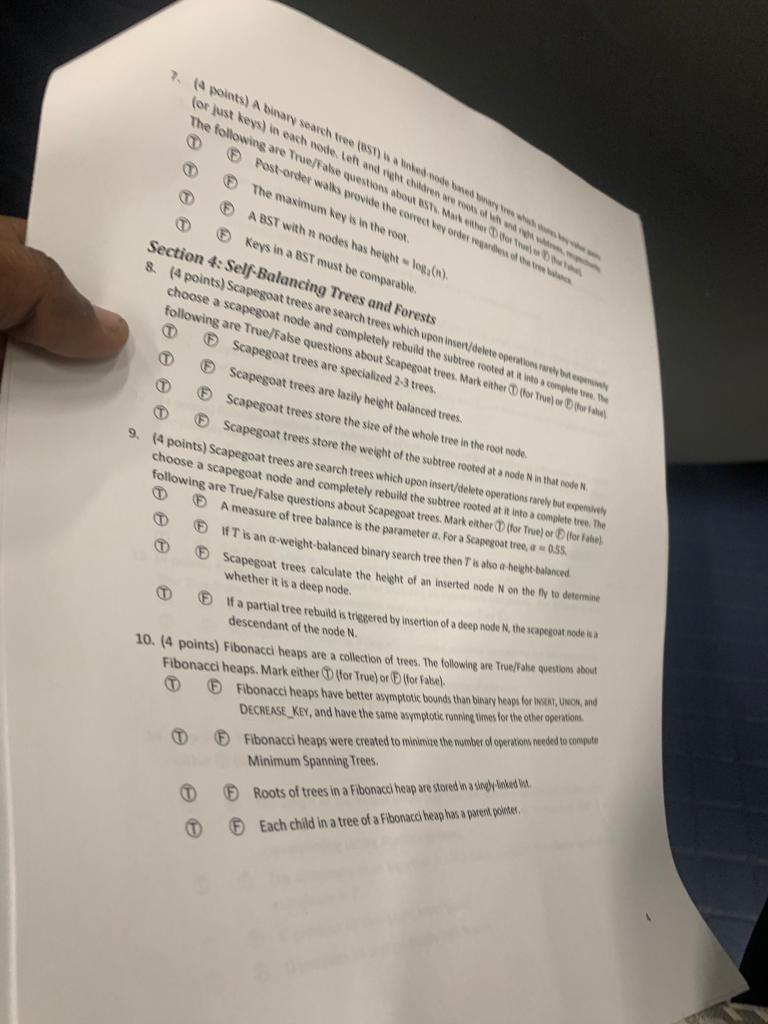 7. (4 points) A binary search tree (BST) is a linked-node based binary tree which stores key-value pairs
(or just keys) in each node. Left and right children are roots of left and right subtrees, respectively.
The following are True/False questions about BSTs. Mark either Ⓣ (for True) or Ⓕ (for False).
Ⓣ Ⓕ Post-order walks provide the correct key order regardless of the tree balance.
Ⓣ Ⓕ The maximum key is in the root.
Ⓣ Ⓕ A BST with n nodes has height = log₂(n).
Ⓣ Ⓕ Keys in a BST must be comparable.
Section 4: Self-Balancing Trees and Forests
8. (4 points) Scapegoat trees are search trees which upon insert/delete operations rarely but expensively
choose a scapegoat node and completely rebuild the subtree rooted at it into a complete tree. The
following are True/False questions about Scapegoat trees. Mark either Ⓣ (for True) or Ⓕ (for False).
Ⓣ Ⓕ Scapegoat trees are specialized 2-3 trees.
Ⓣ Ⓕ Scapegoat trees are lazily height balanced trees.
Ⓣ Ⓕ Scapegoat trees store the size of the whole tree in the root node.
Ⓣ Ⓕ Scapegoat trees store the weight of the subtree rooted at a node N in that node N.
9. (4 points) Scapegoat trees are search trees which upon insert/delete operations rarely but expensively
choose a scapegoat node and completely rebuild the subtree rooted at it into a complete tree. The
following are True/False questions about Scapegoat trees. Mark either Ⓣ (for True) or Ⓕ (for False).
Ⓣ Ⓕ A measure of tree balance is the parameter α. For a Scapegoat tree, α = 0.55.
Ⓣ Ⓕ If T is an α-weight-balanced binary search tree then T is also α-height-balanced.
Ⓣ Ⓕ Scapegoat trees calculate the height of an inserted node N on the fly to determine
whether it is a deep node.
Ⓣ Ⓕ If a partial tree rebuild is triggered by insertion of a deep node N, the scapegoat node is a
descendant of the node N.
10. (4 points) Fibonacci heaps are a collection of trees. The following are True/False questions about
Fibonacci heaps. Mark either Ⓣ (for True) or Ⓕ (for False).
Ⓣ Ⓕ Fibonacci heaps have better asymptotic bounds than binary heaps for INSERT, UNION, and
DECREASE_KEY, and have the same asymptotic running times for the other operations.
Ⓣ Ⓕ Fibonacci heaps were created to minimize the number of operations needed to compute
Minimum Spanning Trees.
Ⓣ Ⓕ Roots of trees in a Fibonacci heap are stored in a singly-linked list.
Ⓣ Ⓕ Each child in a tree of a Fibonacci heap has a parent pointer.
4